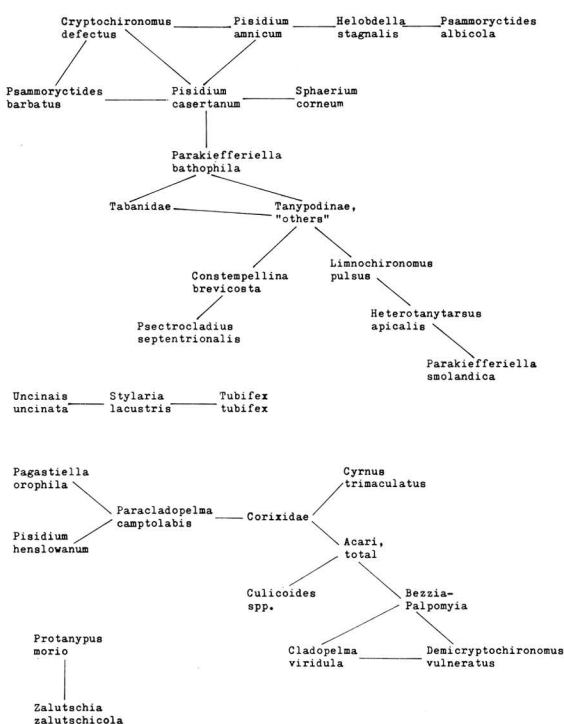 Cryptochironomus
defectus
Pisidium
amnicum
Helobdella
stagnalis
Psammoryctides
albicola
Psammoryctides
barbatus
Pisidium
casertanum
Sphaerium
corneum
Parakiefferiella
bathophila
Tabanidae
Tanypodinae,
"others"
Constempellina
brevicosta
Limnochironomus
pulsus
Psectrocladius
septentrionalis
Heterotanytarsus
apicalis
Parakiefferiella
smolandica
Uncinais
uncinata
Stylaria
lacustris
Tubifex
tubifex
Pagastiella
orophila
Cyrnus
trimaculatus
Paracladopelma
camptolabis
Corixidae
Pisidium
henslowanum
Acari,
total
Culicoides
spp.
Bezzia-
Palpomyia
Protanypus
morio
Cladopelma
viridula
Demicryptochironomus
vulneratus
Zalutschia
zalutschicola